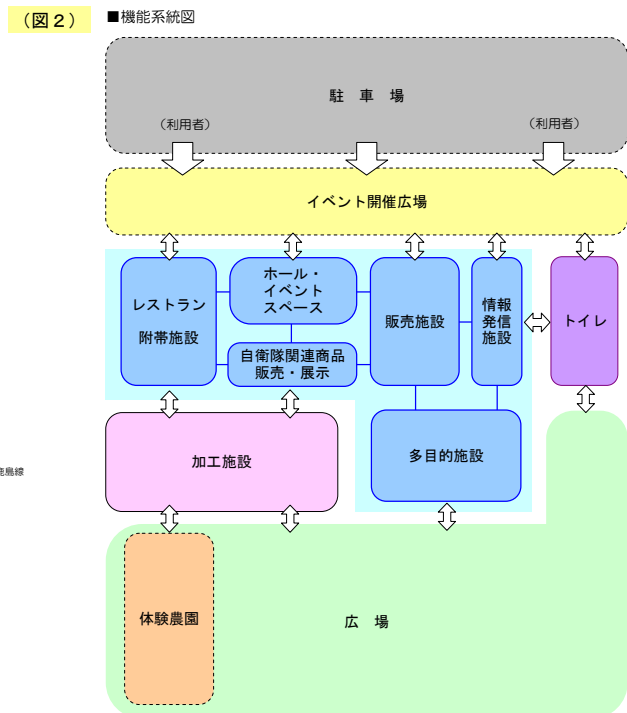 （図２）
■機能系統図
駐 車 場
（利用者）
（利用者）
イベント開催広場
レストラン
附帯施設
ホール・
イベント
スペース
自衛隊関連商品
販売・展示
販売施設
情報
発信
施設
トイレ
加工施設
多目的施設
鹿島線
体験農園
広 場